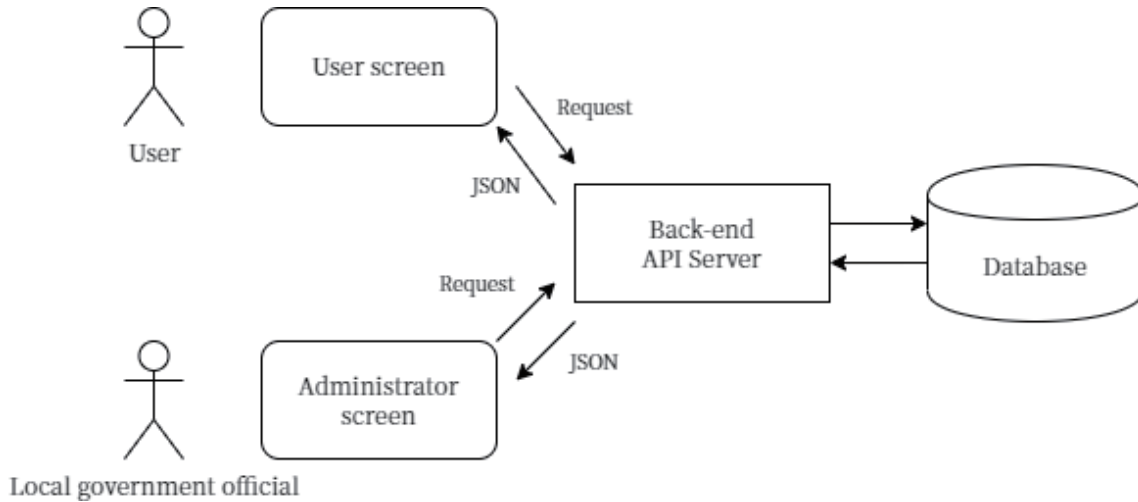 User screen
Request
User
JSON
Back-end
API Server
Database
Request
JSON
Administrator
screen
Local government official